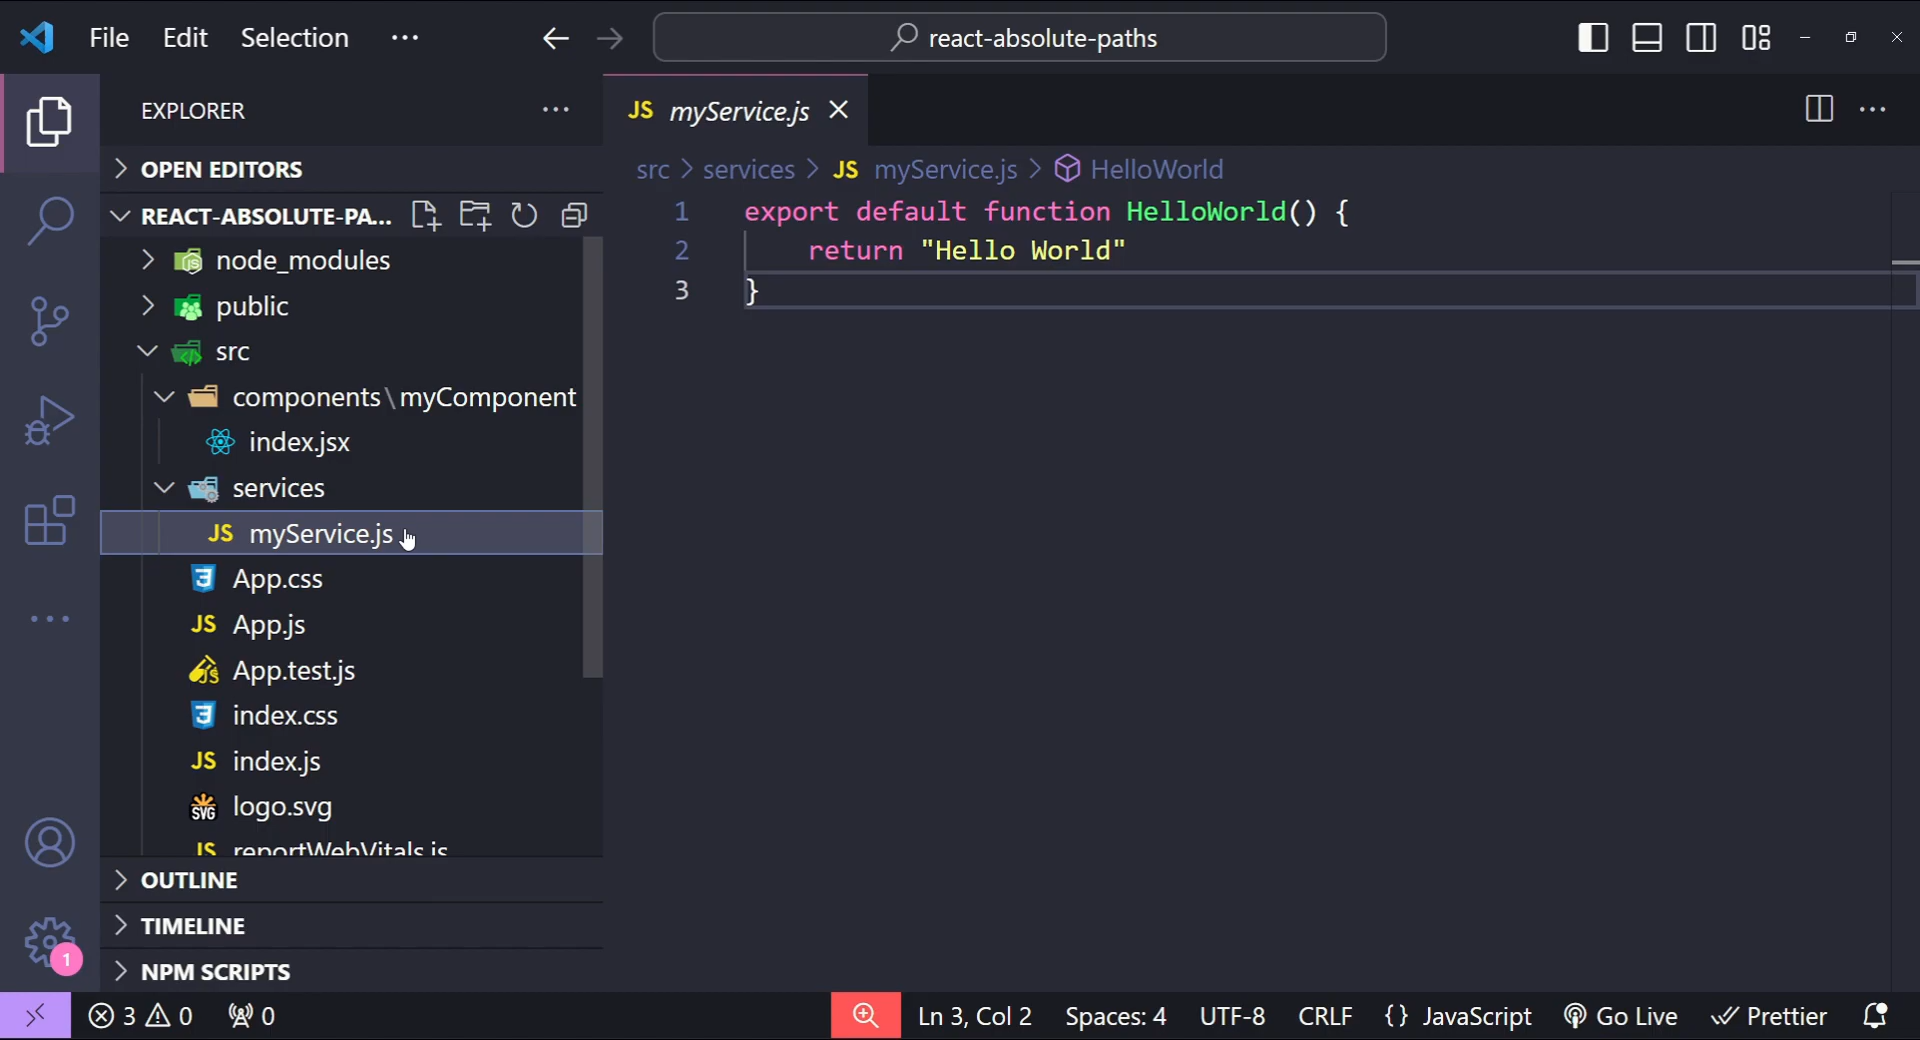 File Edit Selection ···
react-absolute-paths
EXPLORER ···
OPEN EDITORS
REACT-ABSOLUTE-PA...
node_modules
public
src
components\myComponent
index.jsx
services
JS myService.js
App.css
JS App.js
App.test.js
index.css
JS index.js
SVG logo.svg
JS reportWebVitals.js
OUTLINE
TIMELINE
NPM SCRIPTS
1
JS myService.js
src > services > JS myService.js > HelloWorld
1 export default function HelloWorld() {
2 return "Hello World"
3 }
3 0 0
Ln 3, Col 2 Spaces: 4 UTF-8 CRLF {} JavaScript Go Live Prettier